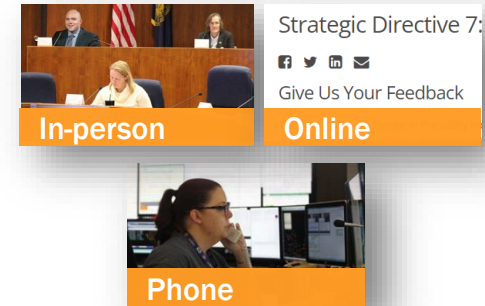 Strategic Directive 7:
Give Us Your Feedback
In-person
Online
Phone